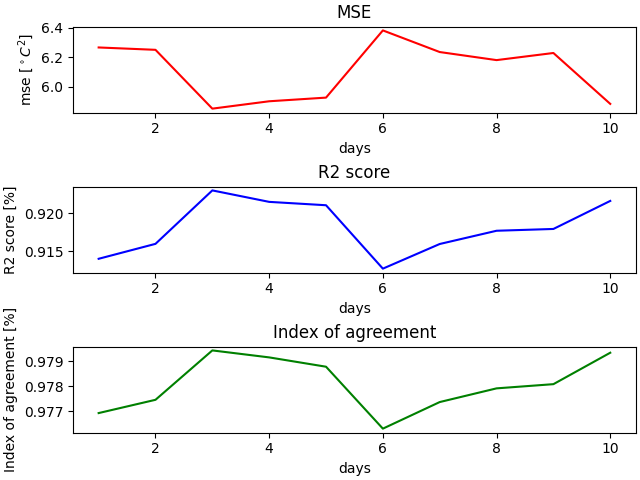 MSE
mse [°C²]
6.4
6.2
6.0
2 4 6 8 10
days
R2 score
R2 score [%]
0.920
0.915
2 4 6 8 10
days
Index of agreement
Index of agreement [%]
0.979
0.978
0.977
2 4 6 8 10
days